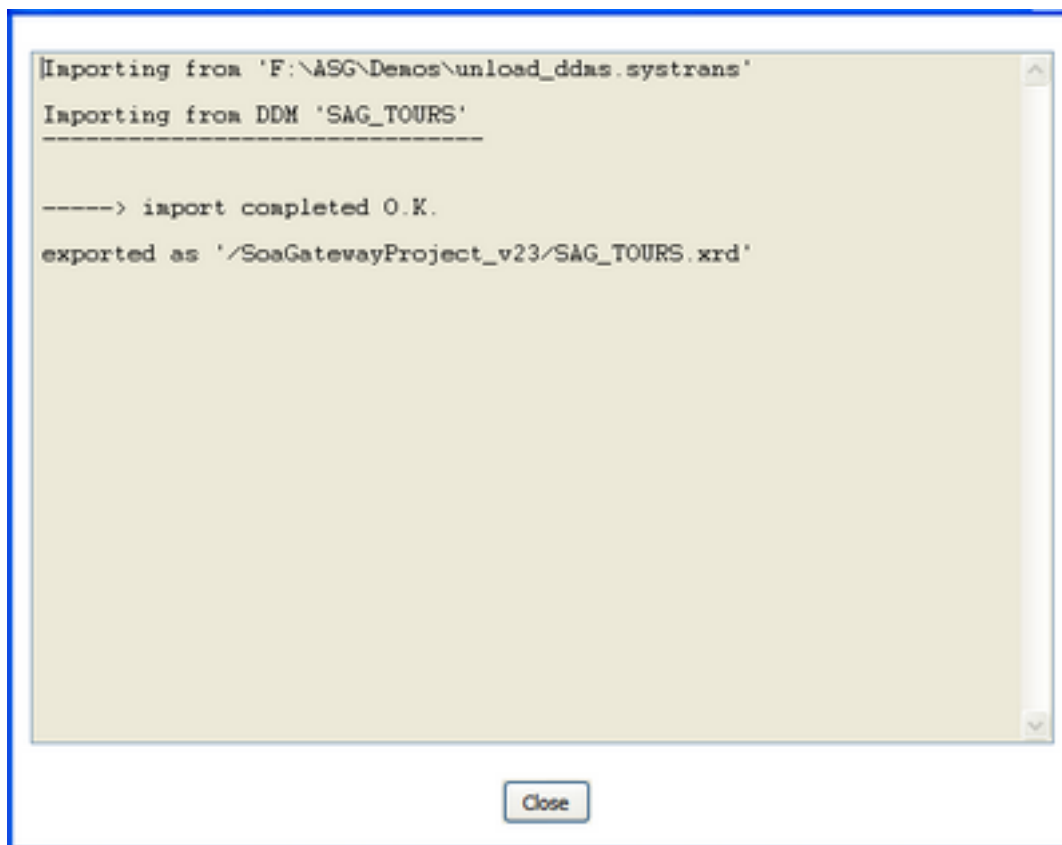 Importing from 'F:\ASG\Demos\unload_ddms.systrans'
Importing from DDM 'SAG_TOURS'
-------------------------------
-----> import completed O.K.
exported as '/SoaGatewayProject_v23/SAG_TOURS.xrd'
Close